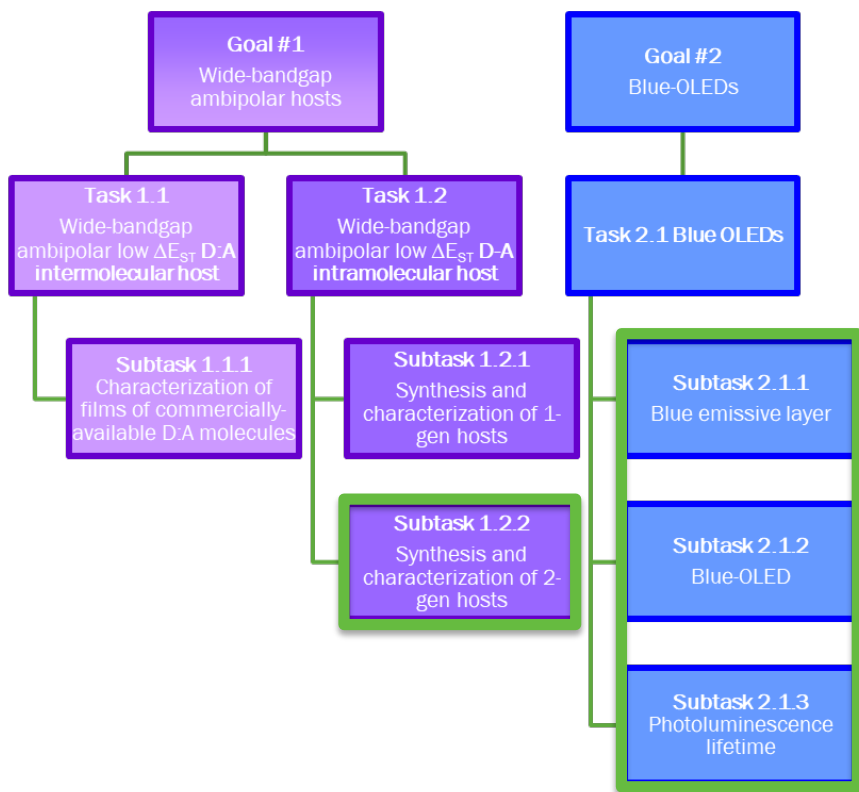 Goal #1
Wide-bandgap
ambipolar hosts
Goal #2
Blue-OLEDs
Task 1.1
Wide-bandgap
ambipolar low ΔE_ST D:A
intermolecular host
Task 1.2
Wide-bandgap
ambipolar low ΔE_ST D-A
intramolecular host
Task 2.1 Blue OLEDs
Subtask 1.1.1
Characterization of
films of commercially-
available D:A molecules
Subtask 1.2.1
Synthesis and
characterization of 1-
gen hosts
Subtask 2.1.1
Blue emissive layer
Subtask 1.2.2
Synthesis and
characterization of 2-
gen hosts
Subtask 2.1.2
Blue-OLED
Subtask 2.1.3
Photoluminescence
lifetime